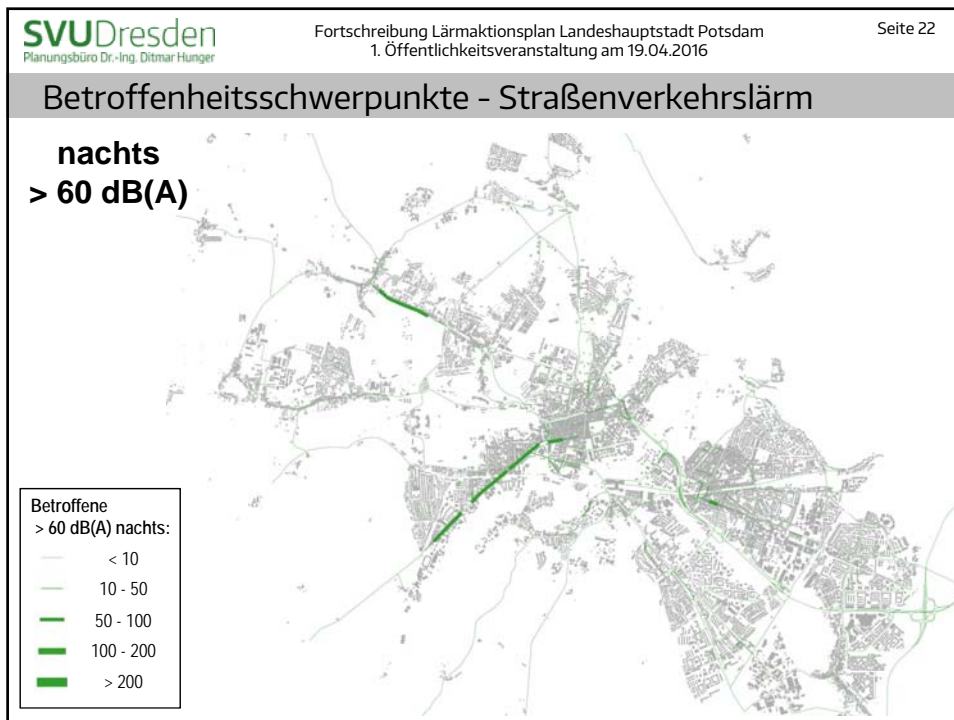 SVUDresden
Planungsbüro Dr.-Ing. Ditmar Hunger
Fortschreibung Lärmaktionsplan Landeshauptstadt Potsdam
1. Öffentlichkeitsveranstaltung am 19.04.2016
Seite 22
Betroffenheitsschwerpunkte - Straßenverkehrslärm
nachts
> 60 dB(A)
Betroffene
> 60 dB(A) nachts:
< 10
10 - 50
50 - 100
100 - 200
> 200